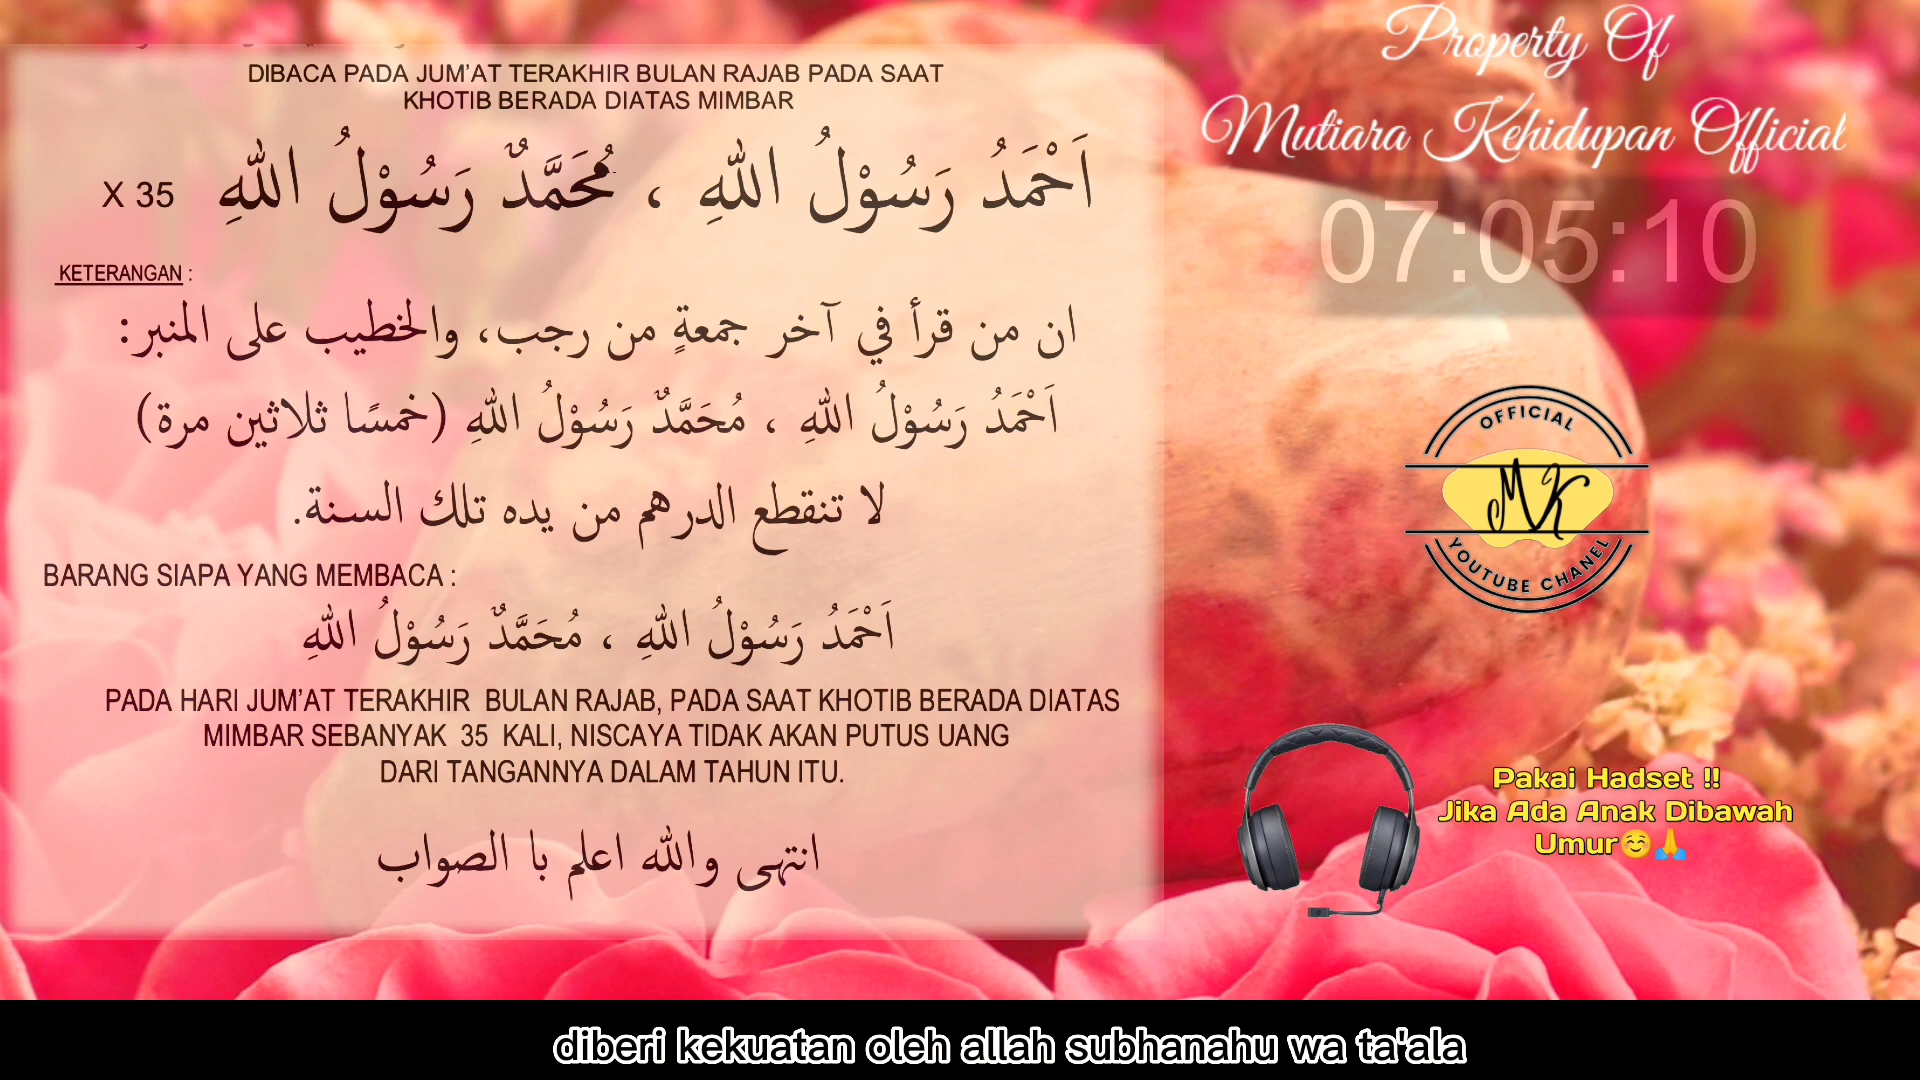 DIBACA PADA JUM’AT TERAKHIR BULAN RAJAB PADA SAAT
KHOTIB BERADA DIATAS MIMBAR
اَحْمَدُ رَسُوْلُ اللهِ ، مُحَمَّدٌ رَسُوْلُ اللهِ X 35
KETERANGAN :
ان من قرأ في آخر جمعةٍ من رجب، والخطيب على المنبر:
اَحْمَدُ رَسُوْلُ اللهِ ، مُحَمَّدٌ رَسُوْلُ اللهِ (خمسًا ثلاثين مرة)
لا تنقطع الدرهم من يده تلك السنة.
BARANG SIAPA YANG MEMBACA :
اَحْمَدُ رَسُوْلُ اللهِ ، مُحَمَّدٌ رَسُوْلُ اللهِ
PADA HARI JUM’AT TERAKHIR BULAN RAJAB, PADA SAAT KHOTIB BERADA DIATAS
MIMBAR SEBANYAK 35 KALI, NISCAYA TIDAK AKAN PUTUS UANG
DARI TANGANNYA DALAM TAHUN ITU.
انتهى والله اعلم با الصواب
Property Of
Mutiara Kehidupan Official
07:05:10
OFFICIAL
MK
YOUTUBE CHANEL
Pakai Hadset !!
Jika Ada Anak Dibawah
Umur☺️🙏
diberi kekuatan oleh allah subhanahu wa ta'ala